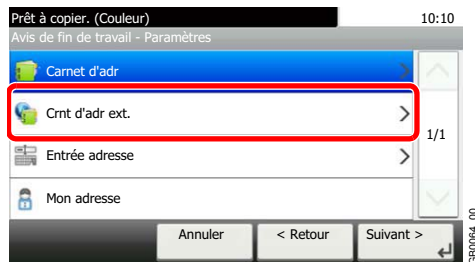 Prêt à copier. (Couleur) 10:10
Avis de fin de travail - Paramètres
Carnet d'adr
Crnt d'adr ext.
1/1
Entrée adresse
Mon adresse
Annuler < Retour Suivant >
GB0064_00